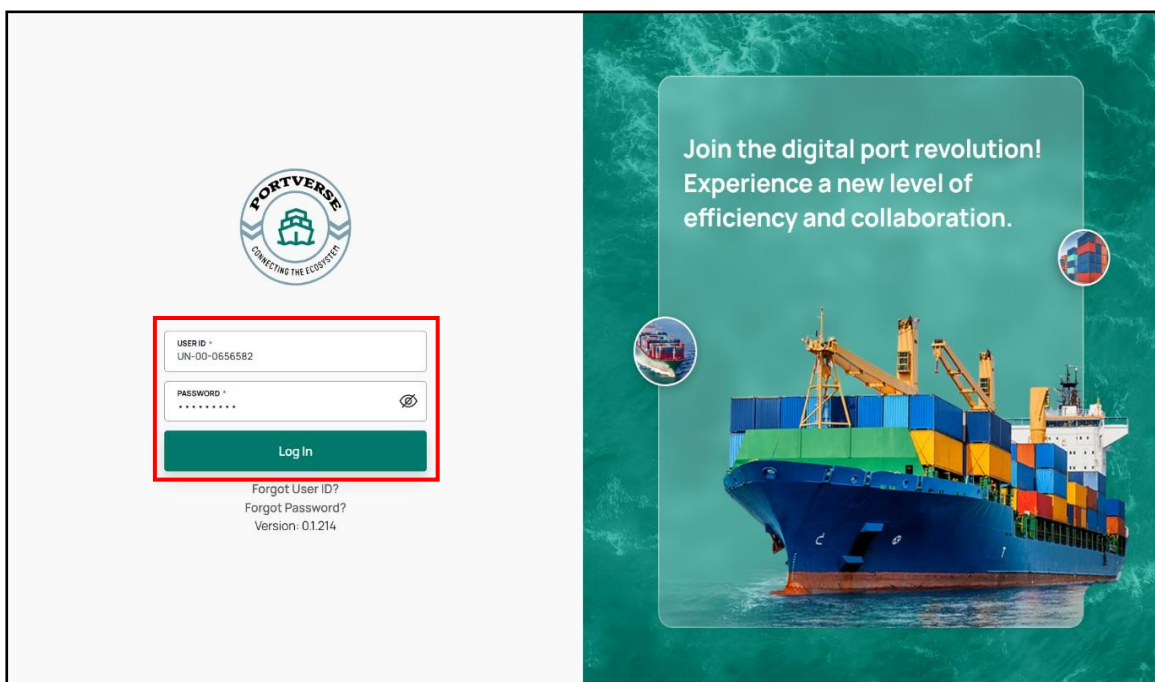 PORTVERSE
CONNECTING THE ECOSYSTEM
USER ID *
UN-00-0656582
PASSWORD *
Log In
Forgot User ID?
Forgot Password?
Version: 0.1.214
Join the digital port revolution!
Experience a new level of
efficiency and collaboration.